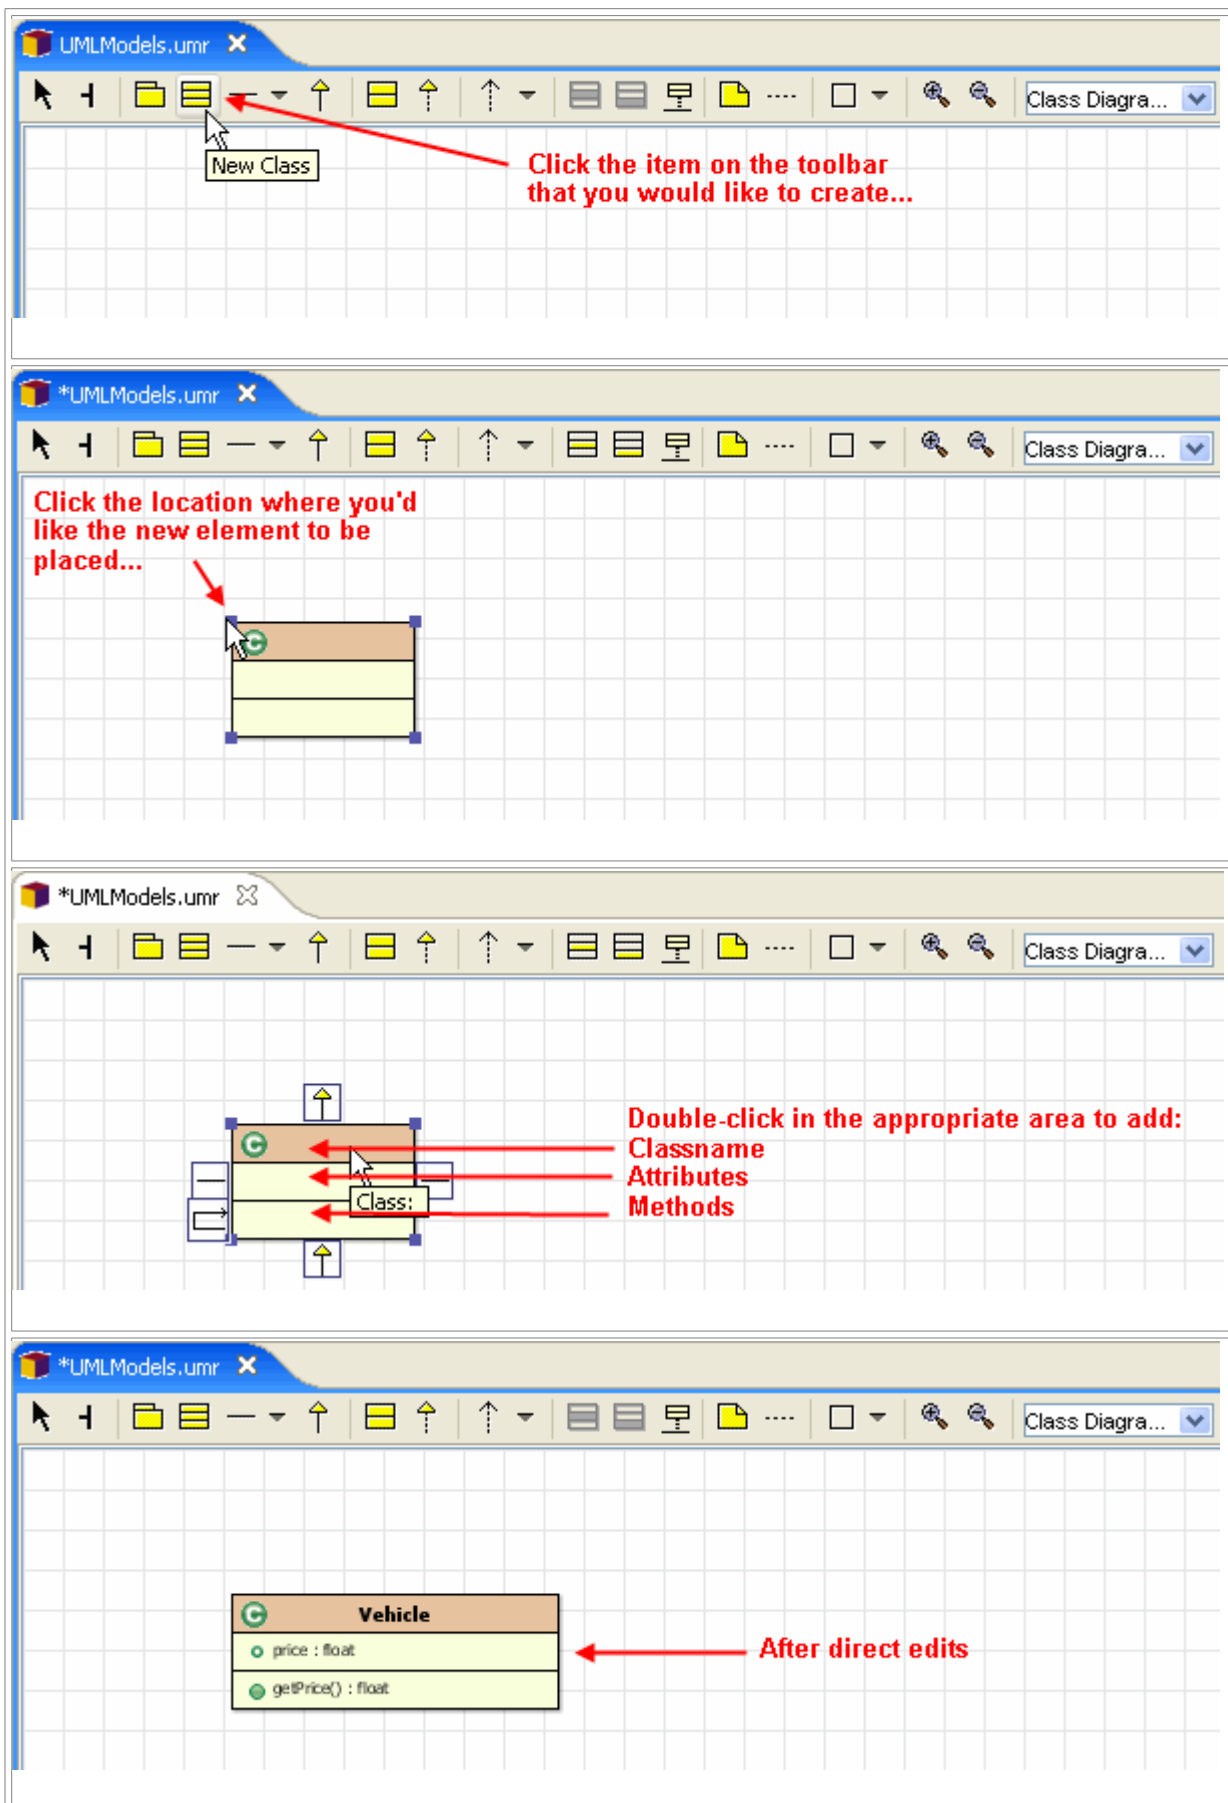 UMLModels.umr
Class Diagra...
New Class
Click the item on the toolbar
that you would like to create...
*UMLModels.umr
Class Diagra...
Click the location where you'd
like the new element to be
placed...
C
*UMLModels.umr
Class Diagra...
Double-click in the appropriate area to add:
C
Classname
Attributes
Class:
Methods
*UMLModels.umr
Class Diagra...
C Vehicle
price : float
After direct edits
getPrice() : float